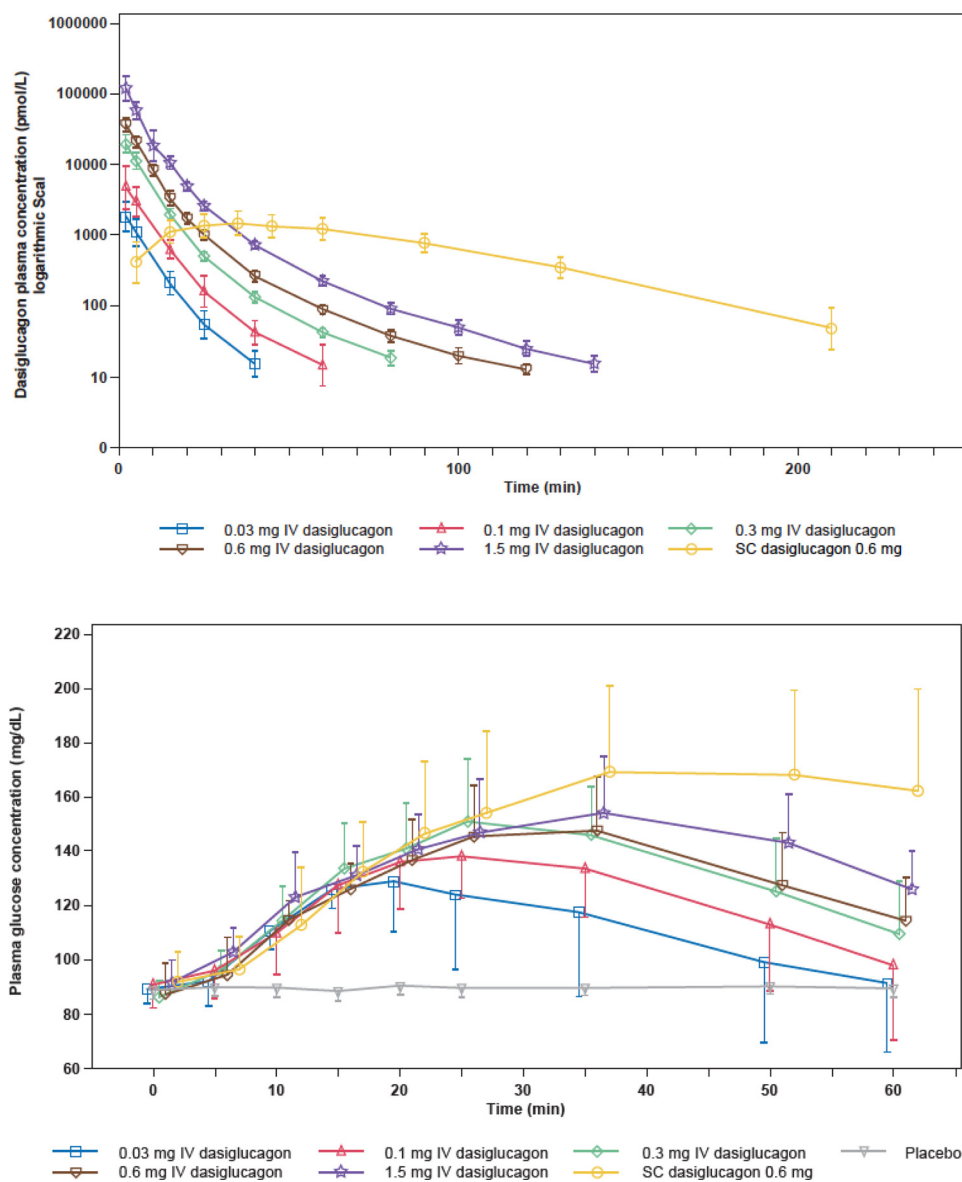 Dasiglucagon plasma concentration (pmol/L)
logarithmic Scal
1000000
100000
10000
1000
100
10
0
0 100 200
Time (min)
0.03 mg IV dasiglucagon 0.1 mg IV dasiglucagon 0.3 mg IV dasiglucagon
0.6 mg IV dasiglucagon 1.5 mg IV dasiglucagon SC dasiglucagon 0.6 mg
Plasma glucose concentration (mg/dL)
220
200
180
160
140
120
100
80
60
0 10 20 30 40 50 60
Time (min)
0.03 mg IV dasiglucagon 0.1 mg IV dasiglucagon 0.3 mg IV dasiglucagon Placebo
0.6 mg IV dasiglucagon 1.5 mg IV dasiglucagon SC dasiglucagon 0.6 mg